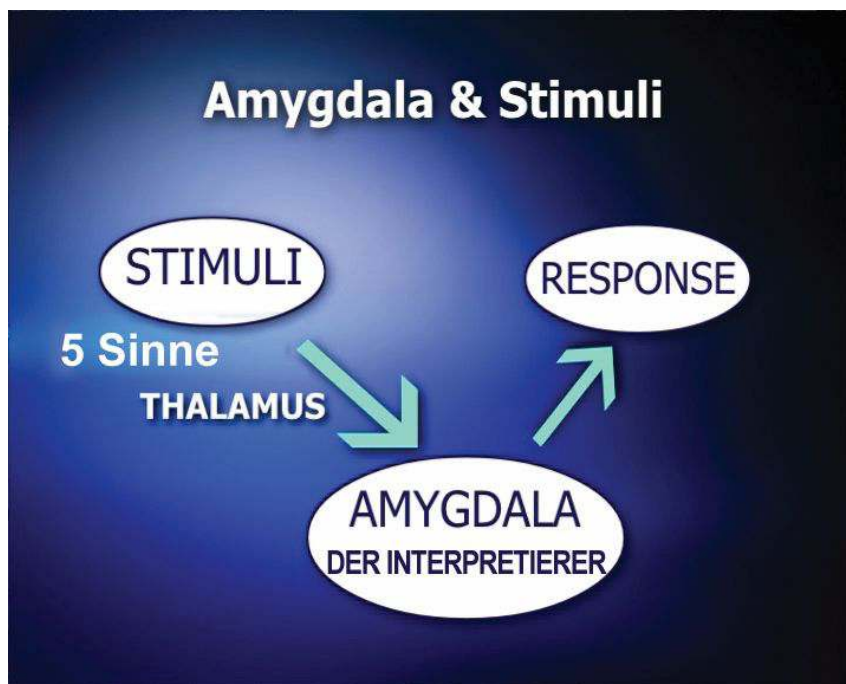 Amygdala & Stimuli
STIMULI
RESPONSE
5 Sinne
THALAMUS
AMYGDALA
DER INTERPRETIERER